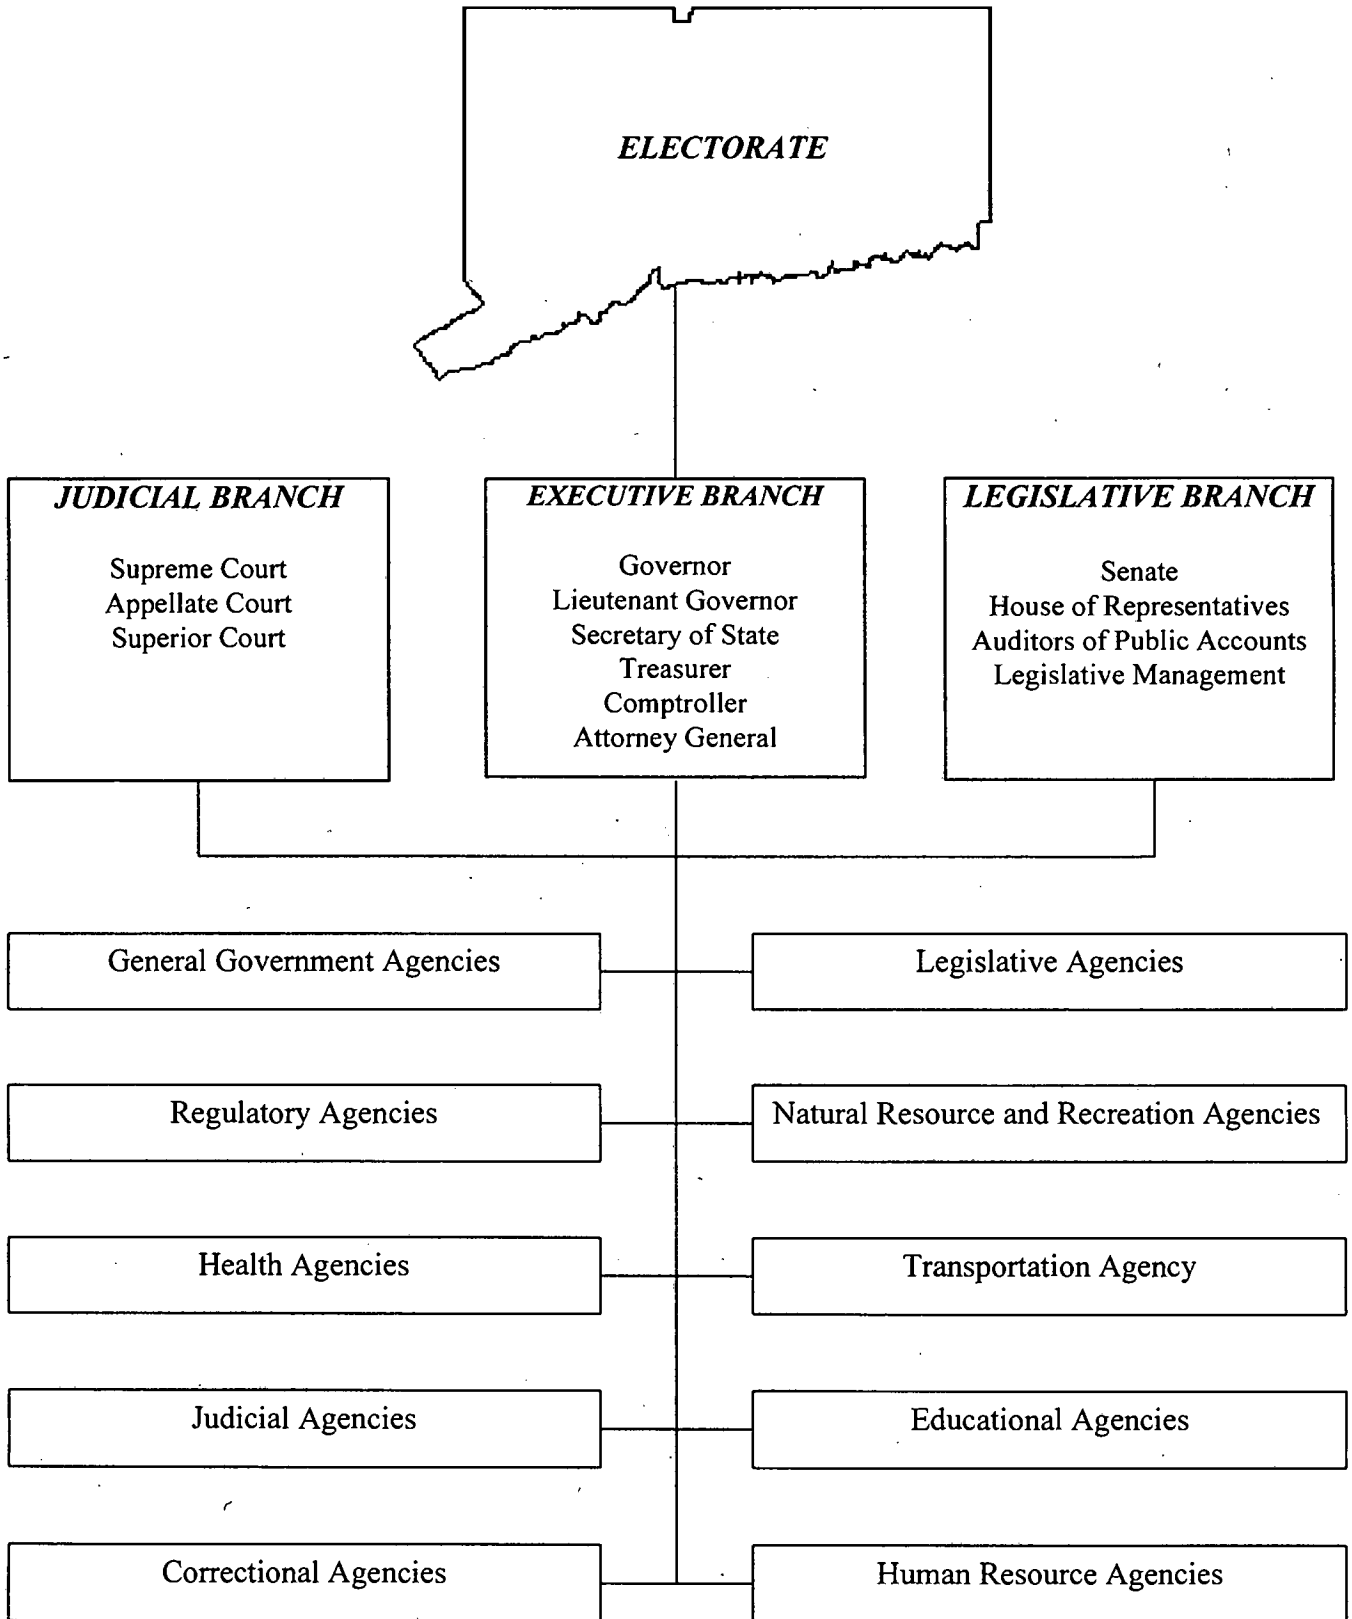 ELECTORATE
JUDICIAL BRANCH
Supreme Court
Appellate Court
Superior Court
EXECUTIVE BRANCH
Governor
Lieutenant Governor
Secretary of State
Treasurer
Comptroller
Attorney General
LEGISLATIVE BRANCH
Senate
House of Representatives
Auditors of Public Accounts
Legislative Management
General Government Agencies
Legislative Agencies
Regulatory Agencies
Natural Resource and Recreation Agencies
Health Agencies
Transportation Agency
Judicial Agencies
Educational Agencies
Correctional Agencies
Human Resource Agencies